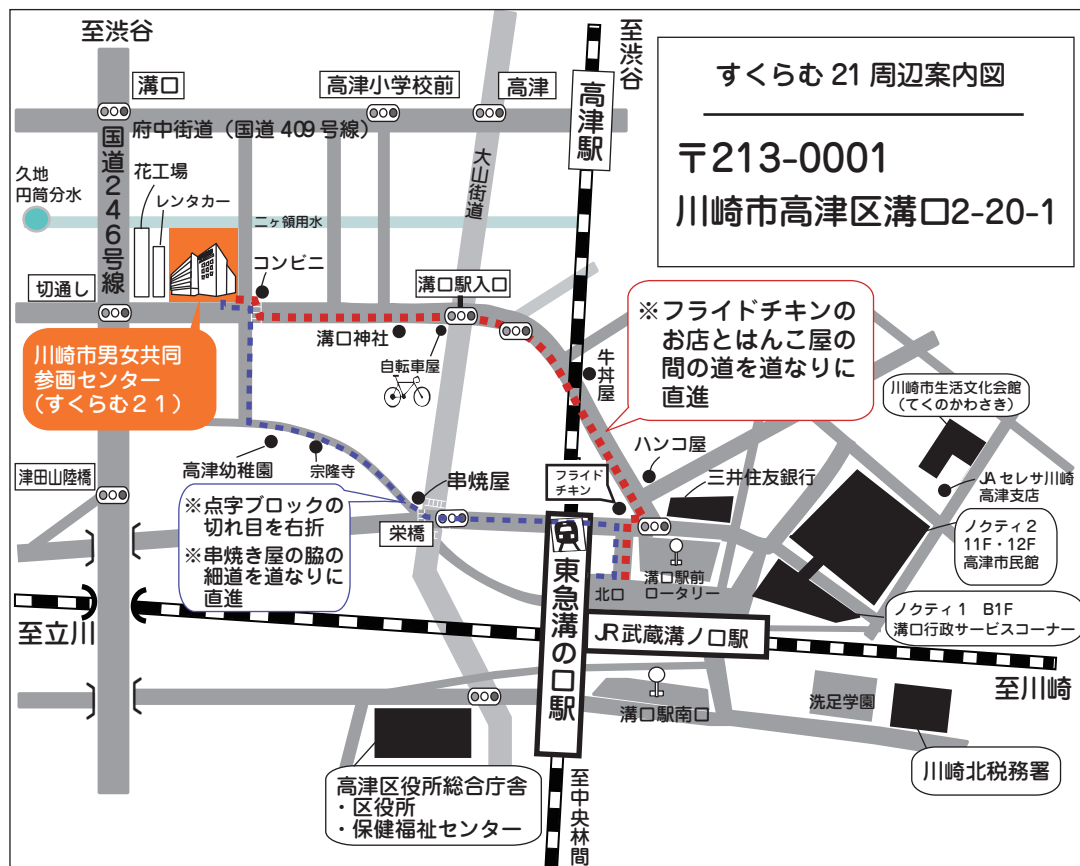 至渋谷
至渋谷
すくらむ 21 周辺案内図
〒213-0001
川崎市高津区溝口2-20-1
溝口
高津小学校前
高津
高津駅
府中街道（国道 409 号線）
国道246号線
大山街道
久地
円筒分水
花工場
レンタカー
二ヶ領用水
コンビニ
切通し
溝口駅入口
溝口神社
自転車屋
※フライドチキンの
お店とはんこ屋の
間の道を道なりに
直進
川崎市男女共同
参画センター
（すくらむ２１）
牛丼屋
川崎市生活文化会館
（てくのかわさき）
ハンコ屋
高津幼稚園
宗隆寺
津田山陸橋
串焼屋
フライド
チキン
三井住友銀行
JA セレサ川崎
高津支店
※点字ブロックの
切れ目を右折
※串焼き屋の脇の
細道を道なりに
直進
栄橋
ノクティ２
11F・12F
高津市民館
溝口駅前
ロータリー
北口
東急溝の口駅
ノクティ１　B1F
溝口行政サービスコーナー
至立川
JR 武蔵溝ノ口駅
至川崎
溝口駅南口
洗足学園
川崎北税務署
高津区役所総合庁舎
・区役所
・保健福祉センター
至中央林間